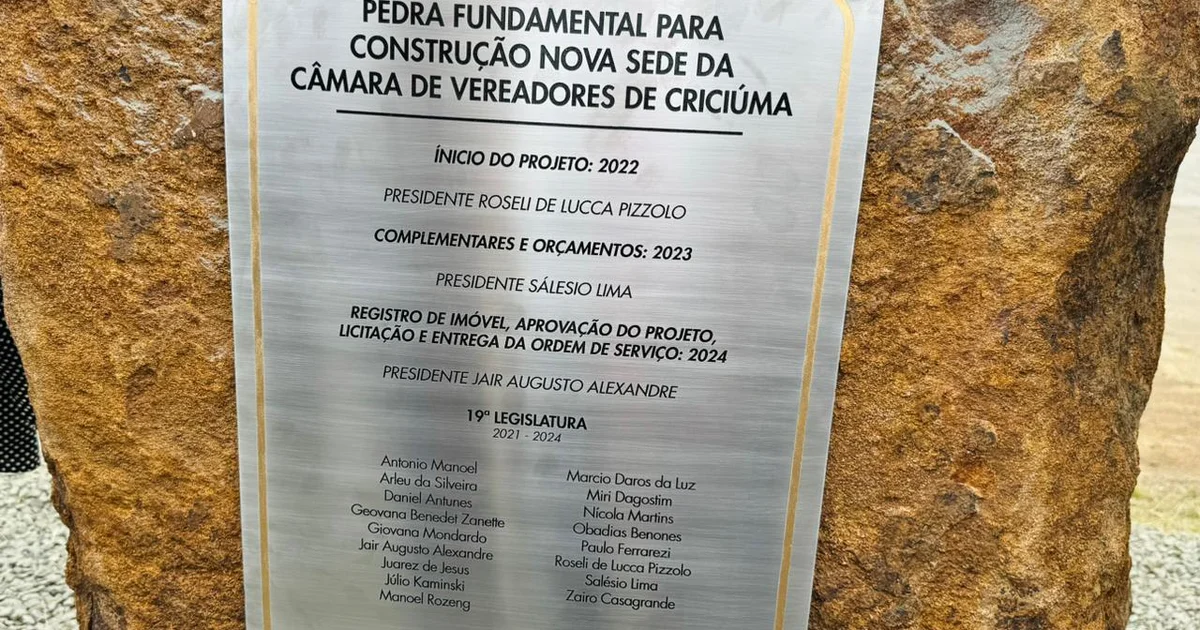 PEDRA FUNDAMENTAL PARA
CONSTRUÇÃO NOVA SEDE DA
CÂMARA DE VEREADORES DE CRICIÚMA
ÍNICIO DO PROJETO: 2022
PRESIDENTE ROSELI DE LUCCA PIZZOLO
COMPLEMENTARES E ORÇAMENTOS: 2023
PRESIDENTE SÁLESIO LIMA
REGISTRO DE IMÓVEL, APROVAÇÃO DO PROJETO,
LICITAÇÃO E ENTREGA DA ORDEM DE SERVIÇO: 2024
PRESIDENTE JAIR AUGUSTO ALEXANDRE
19ª LEGISLATURA
2021 - 2024
Antonio Manoel
Arleu da Silveira
Daniel Antunes
Geovana Benedet Zanette
Giovana Mondardo
Jair Augusto Alexandre
Juarez de Jesus
Júlio Kaminski
Manoel Rozeng
Marcio Daros da Luz
Miri Dagostim
Nícola Martins
Obadias Benones
Paulo Ferrarezi
Roseli de Lucca Pizzolo
Salésio Lima
Zairo Casagrande